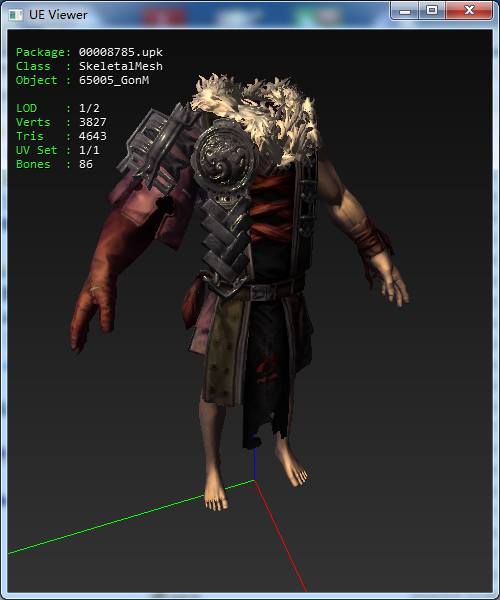 UE Viewer
Package: 00008785.upk
Class : SkeletalMesh
Object : 65005_GonM
LOD : 1/2
Verts : 3827
Tris : 4643
UV Set : 1/1
Bones : 86